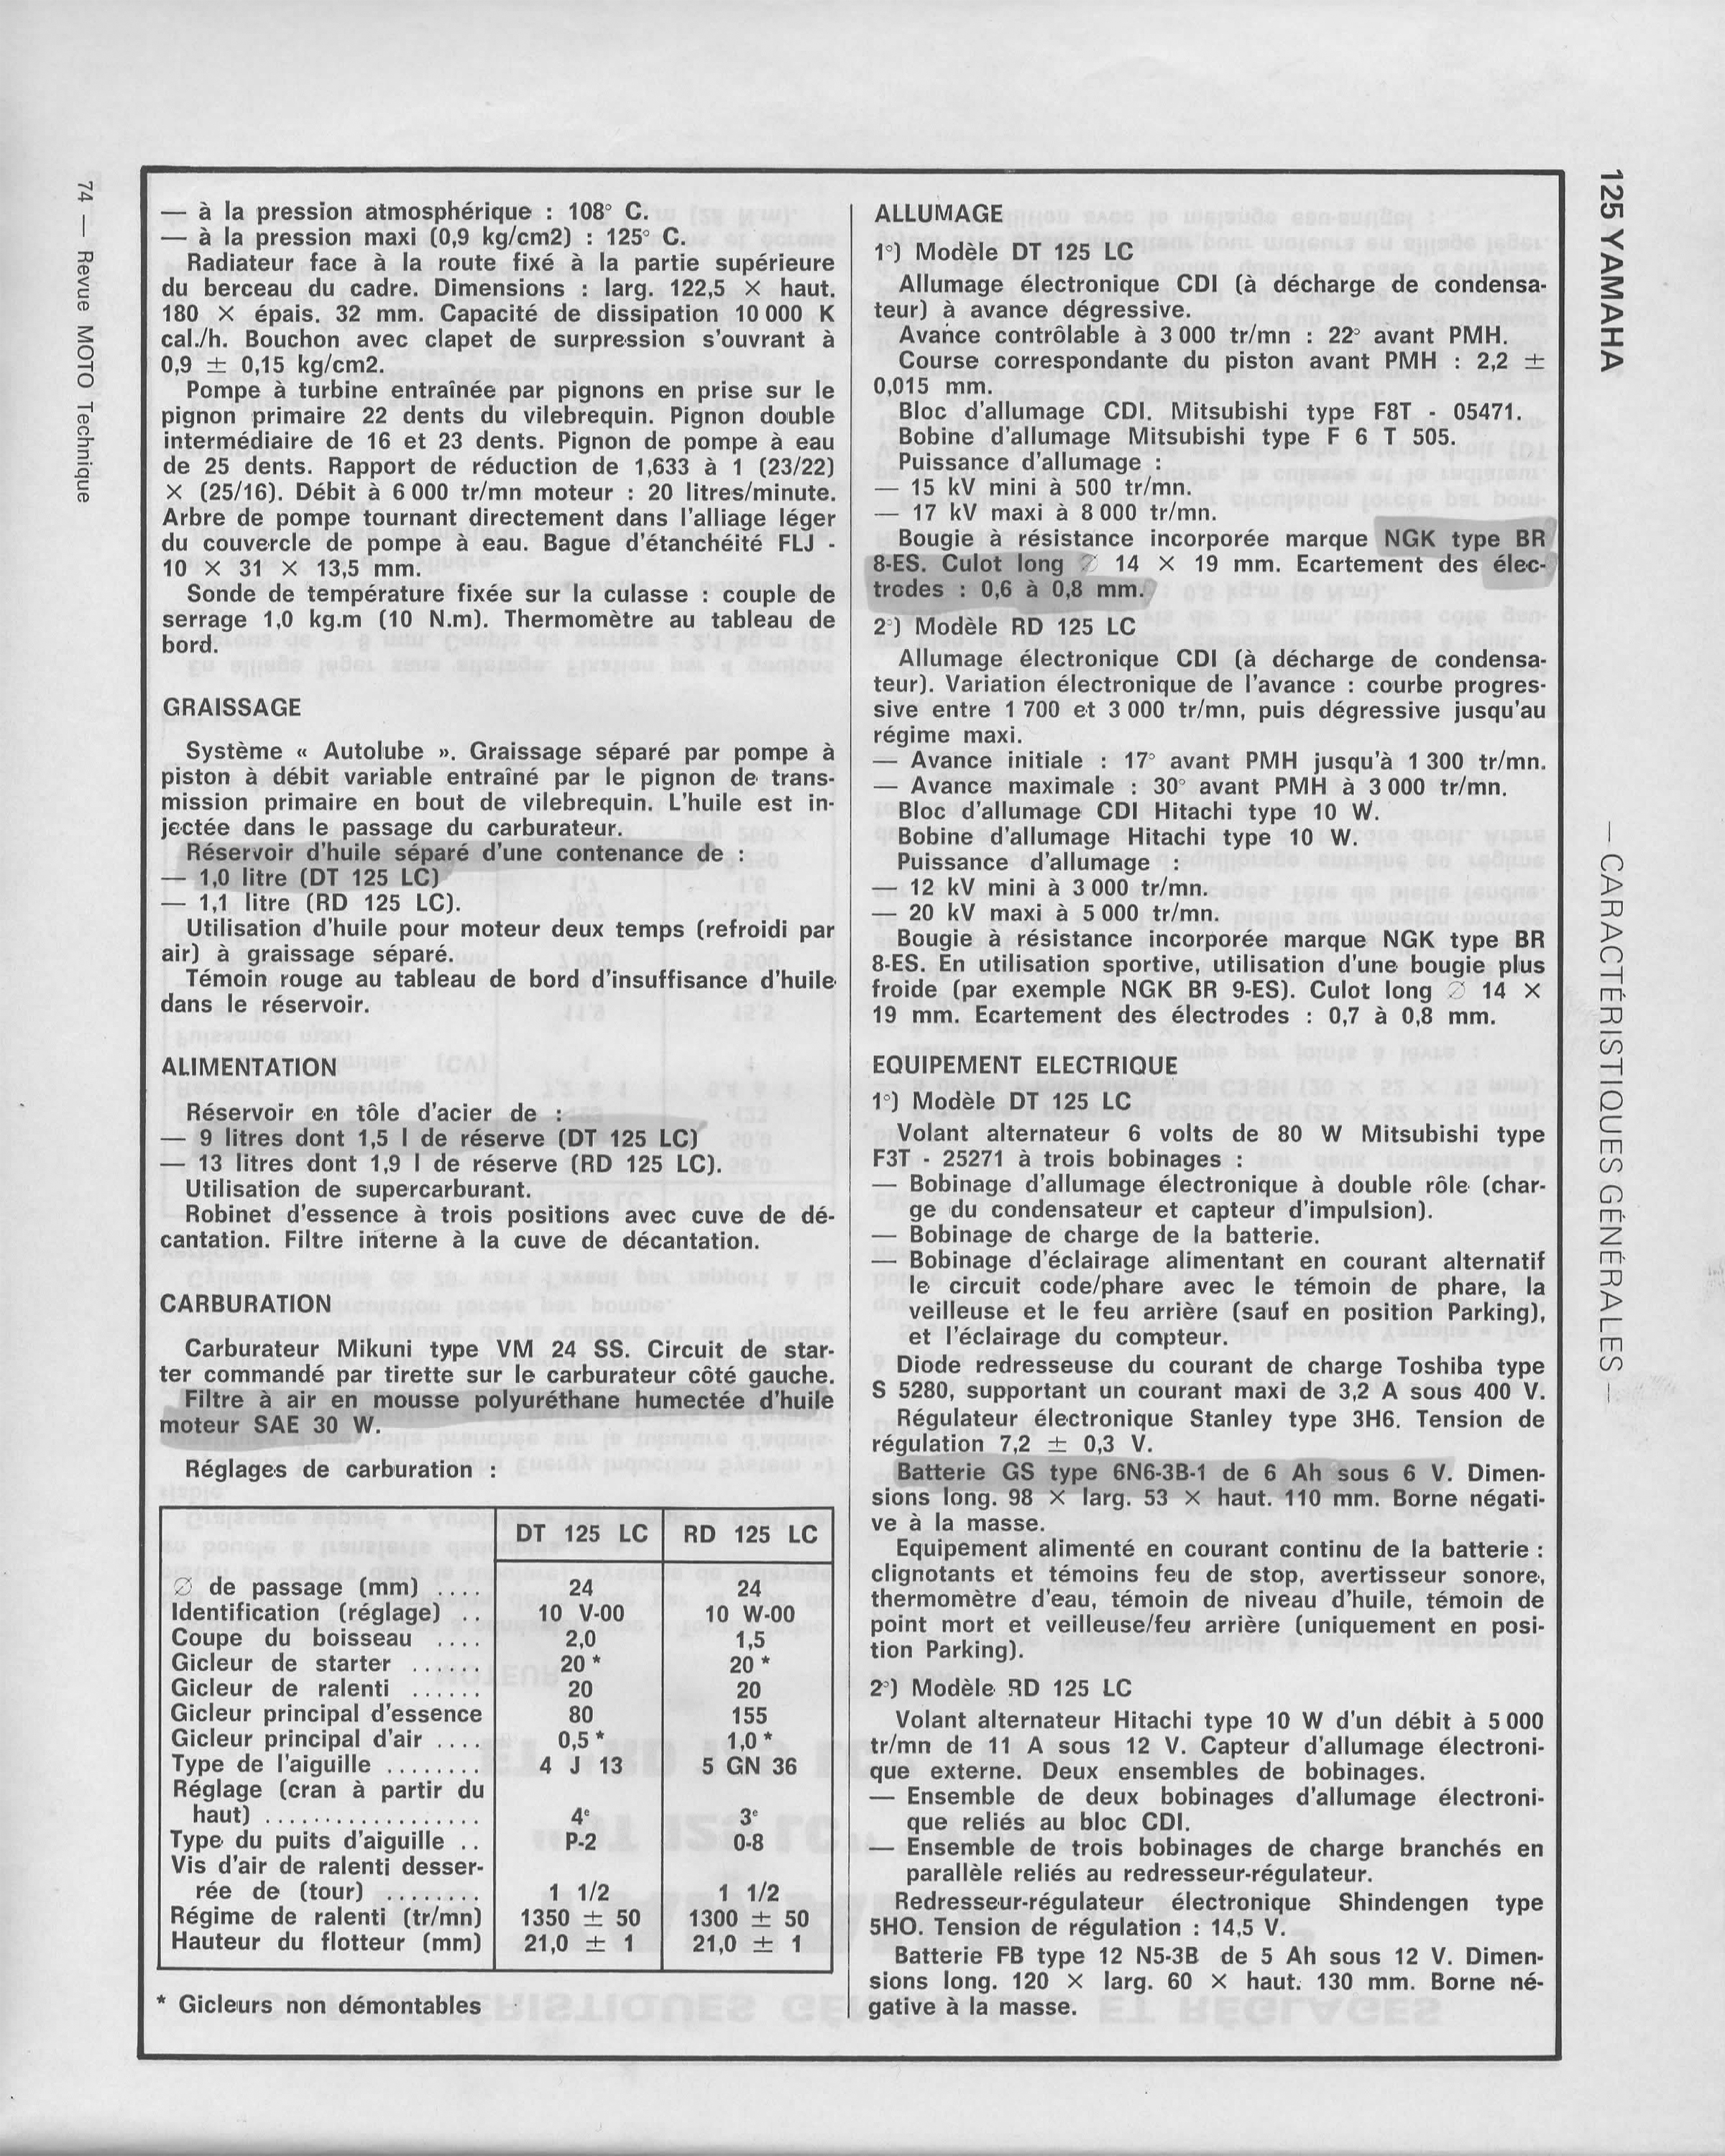 74 — Revue MOTO Technique
125 YAMAHA
— CARACTÉRISTIQUES GÉNÉRALES —
— à la pression atmosphérique : 108° C.
— à la pression maxi (0,9 kg/cm2) : 125° C.
Radiateur face à la route fixé à la partie supérieure
du berceau du cadre. Dimensions : larg. 122,5 × haut.
180 × épais. 32 mm. Capacité de dissipation 10 000 K
cal./h. Bouchon avec clapet de surpression s'ouvrant à
0,9 ± 0,15 kg/cm2.
Pompe à turbine entraînée par pignons en prise sur le
pignon primaire 22 dents du vilebrequin. Pignon double
intermédiaire de 16 et 23 dents. Pignon de pompe à eau
de 25 dents. Rapport de réduction de 1,633 à 1 (23/22)
× (25/16). Débit à 6 000 tr/mn moteur : 20 litres/minute.
Arbre de pompe tournant directement dans l'alliage léger
du couvercle de pompe à eau. Bague d'étanchéité FLJ -
10 × 31 × 13,5 mm.
Sonde de température fixée sur la culasse : couple de
serrage 1,0 kg.m (10 N.m). Thermomètre au tableau de
bord.
GRAISSAGE
Système « Autolube ». Graissage séparé par pompe à
piston à débit variable entraîné par le pignon de trans-
mission primaire en bout de vilebrequin. L'huile est in-
jectée dans le passage du carburateur.
Réservoir d'huile séparé d'une contenance de :
— 1,0 litre (DT 125 LC)
— 1,1 litre (RD 125 LC).
Utilisation d'huile pour moteur deux temps (refroidi par
air) à graissage séparé.
Témoin rouge au tableau de bord d'insuffisance d'huile
dans le réservoir.
ALIMENTATION
Réservoir en tôle d'acier de :
— 9 litres dont 1,5 l de réserve (DT 125 LC)
— 13 litres dont 1,9 l de réserve (RD 125 LC).
Utilisation de supercarburant.
Robinet d'essence à trois positions avec cuve de dé-
cantation. Filtre interne à la cuve de décantation.
CARBURATION
Carburateur Mikuni type VM 24 SS. Circuit de star-
ter commandé par tirette sur le carburateur côté gauche.
Filtre à air en mousse polyuréthane humectée d'huile
moteur SAE 30 W.
Réglages de carburation :
DT 125 LC RD 125 LC
∅ de passage (mm) .... 24 24
Identification (réglage) .. 10 V-00 10 W-00
Coupe du boisseau .... 2,0 1,5
Gicleur de starter ...... 20 * 20 *
Gicleur de ralenti ...... 20 20
Gicleur principal d'essence 80 155
Gicleur principal d'air .... 0,5 * 1,0 *
Type de l'aiguille ........ 4 J 13 5 GN 36
Réglage (cran à partir du
haut) .................. 4e 3e
Type du puits d'aiguille .. P-2 0-8
Vis d'air de ralenti desser-
rée de (tour) ......... 1 1/2 1 1/2
Régime de ralenti (tr/mn) 1350 ± 50 1300 ± 50
Hauteur du flotteur (mm) 21,0 ± 1 21,0 ± 1
* Gicleurs non démontables
ALLUMAGE
1°) Modèle DT 125 LC
Allumage électronique CDI (à décharge de condensa-
teur) à avance dégressive.
Avance contrôlable à 3 000 tr/mn : 22° avant PMH.
Course correspondante du piston avant PMH : 2,2 ±
0,015 mm.
Bloc d'allumage CDI. Mitsubishi type F8T - 05471.
Bobine d'allumage Mitsubishi type F 6 T 505.
Puissance d'allumage :
— 15 kV mini à 500 tr/mn.
— 17 kV maxi à 8 000 tr/mn.
Bougie à résistance incorporée marque NGK type BR
8-ES. Culot long ∅ 14 × 19 mm. Ecartement des élec-
trodes : 0,6 à 0,8 mm.
2°) Modèle RD 125 LC
Allumage électronique CDI (à décharge de condensa-
teur). Variation électronique de l'avance : courbe progres-
sive entre 1 700 et 3 000 tr/mn, puis dégressive jusqu'au
régime maxi.
— Avance initiale : 17° avant PMH jusqu'à 1 300 tr/mn.
— Avance maximale : 30° avant PMH à 3 000 tr/mn.
Bloc d'allumage CDI Hitachi type 10 W.
Bobine d'allumage Hitachi type 10 W.
Puissance d'allumage :
— 12 kV mini à 3 000 tr/mn.
— 20 kV maxi à 5 000 tr/mn.
Bougie à résistance incorporée marque NGK type BR
8-ES. En utilisation sportive, utilisation d'une bougie plus
froide (par exemple NGK BR 9-ES). Culot long ∅ 14 ×
19 mm. Ecartement des électrodes : 0,7 à 0,8 mm.
EQUIPEMENT ELECTRIQUE
1°) Modèle DT 125 LC
Volant alternateur 6 volts de 80 W Mitsubishi type
F3T - 25271 à trois bobinages :
— Bobinage d'allumage électronique à double rôle (char-
ge du condensateur et capteur d'impulsion).
— Bobinage de charge de la batterie.
— Bobinage d'éclairage alimentant en courant alternatif
le circuit code/phare avec le témoin de phare, la
veilleuse et le feu arrière (sauf en position Parking),
et l'éclairage du compteur.
Diode redresseuse du courant de charge Toshiba type
S 5280, supportant un courant maxi de 3,2 A sous 400 V.
Régulateur électronique Stanley type 3H6. Tension de
régulation 7,2 ± 0,3 V.
Batterie GS type 6N6-3B-1 de 6 Ah sous 6 V. Dimen-
sions long. 98 × larg. 53 × haut. 110 mm. Borne négati-
ve à la masse.
Equipement alimenté en courant continu de la batterie :
clignotants et témoins feu de stop, avertisseur sonore,
thermomètre d'eau, témoin de niveau d'huile, témoin de
point mort et veilleuse/feu arrière (uniquement en posi-
tion Parking).
2°) Modèle RD 125 LC
Volant alternateur Hitachi type 10 W d'un débit à 5 000
tr/mn de 11 A sous 12 V. Capteur d'allumage électroni-
que externe. Deux ensembles de bobinages.
— Ensemble de deux bobinages d'allumage électroni-
que reliés au bloc CDI.
— Ensemble de trois bobinages de charge branchés en
parallèle reliés au redresseur-régulateur.
Redresseur-régulateur électronique Shindengen type
5HO. Tension de régulation : 14,5 V.
Batterie FB type 12 N5-3B de 5 Ah sous 12 V. Dimen-
sions long. 120 × larg. 60 × haut. 130 mm. Borne né-
gative à la masse.